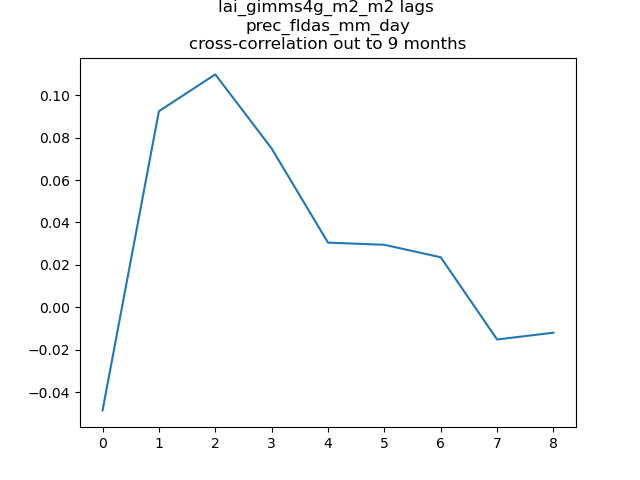 lai_gimms4g_m2_m2 lags
prec_fldas_mm_day
cross-correlation out to 9 months
0.10
0.08
0.06
0.04
0.02
0.00
−0.02
−0.04
0 1 2 3 4 5 6 7 8